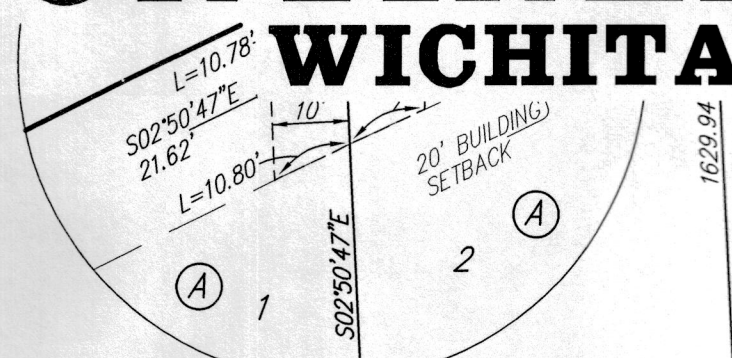 WICHITA
L=10.78'
S02°50'47"E
21.62'
10'
L=10.80'
20' BUILDING
SETBACK
1629.94
A
1
S02°50'47"E
2
A